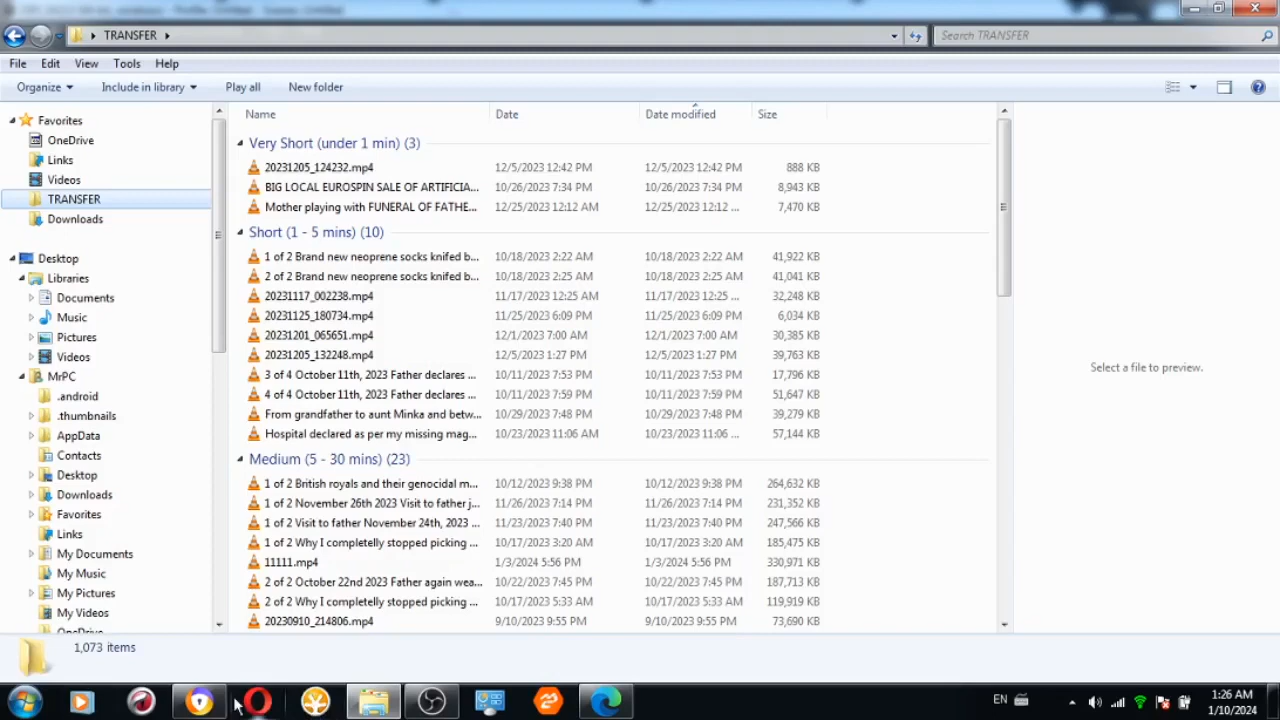 TRANSFER
Search TRANSFER
File Edit View Tools Help
Organize Include in library Play all New folder
Name Date Date modified Size
Favorites
OneDrive
Links
Videos
TRANSFER
Downloads
Desktop
Libraries
Documents
Music
Pictures
Videos
MrPC
.android
.thumbnails
AppData
Contacts
Desktop
Downloads
Favorites
Links
My Documents
My Music
My Pictures
My Videos
OneDrive
Very Short (under 1 min) (3)
20231205_124232.mp4 12/5/2023 12:42 PM 12/5/2023 12:42 PM 888 KB
BIG LOCAL EUROSPIN SALE OF ARTIFICIA... 10/26/2023 7:34 PM 10/26/2023 7:34 PM 8,943 KB
Mother playing with FUNERAL OF FATHE... 12/25/2023 12:12 AM 12/25/2023 12:12 ... 7,470 KB
Short (1 - 5 mins) (10)
1 of 2 Brand new neoprene socks knifed b... 10/18/2023 2:22 AM 10/18/2023 2:22 AM 41,922 KB
2 of 2 Brand new neoprene socks knifed b... 10/18/2023 2:25 AM 10/18/2023 2:25 AM 41,041 KB
20231117_002238.mp4 11/17/2023 12:25 AM 11/17/2023 12:25 ... 32,248 KB
20231125_180734.mp4 11/25/2023 6:09 PM 11/25/2023 6:09 PM 6,034 KB
20231201_065651.mp4 12/1/2023 7:00 AM 12/1/2023 7:00 AM 30,385 KB
20231205_132248.mp4 12/5/2023 1:27 PM 12/5/2023 1:27 PM 39,763 KB
3 of 4 October 11th, 2023 Father declares ... 10/11/2023 7:53 PM 10/11/2023 7:53 PM 17,796 KB
4 of 4 October 11th, 2023 Father declares ... 10/11/2023 7:59 PM 10/11/2023 7:59 PM 51,647 KB
From grandfather to aunt Minka and betw... 10/29/2023 7:48 PM 10/29/2023 7:48 PM 39,279 KB
Hospital declared as per my missing mag... 10/23/2023 11:06 AM 10/23/2023 11:06 ... 57,144 KB
Medium (5 - 30 mins) (23)
1 of 2 British royals and their genocidal m... 10/12/2023 9:38 PM 10/12/2023 9:38 PM 264,632 KB
1 of 2 November 26th 2023 Visit to father j... 11/26/2023 7:14 PM 11/26/2023 7:14 PM 231,352 KB
1 of 2 Visit to father November 24th, 2023 ... 11/23/2023 7:40 PM 11/23/2023 7:40 PM 247,566 KB
1 of 2 Why I completelly stopped picking ... 10/17/2023 3:20 AM 10/17/2023 3:20 AM 185,475 KB
11111.mp4 1/3/2024 5:56 PM 1/3/2024 5:56 PM 330,971 KB
2 of 2 October 22nd 2023 Father again wea... 10/22/2023 7:45 PM 10/22/2023 7:45 PM 187,713 KB
2 of 2 Why I completelly stopped picking ... 10/17/2023 5:33 AM 10/17/2023 5:33 AM 119,919 KB
20230910_214806.mp4 9/10/2023 9:55 PM 9/10/2023 9:55 PM 73,690 KB
Select a file to preview.
1,073 items
EN
1:26 AM
1/10/2024